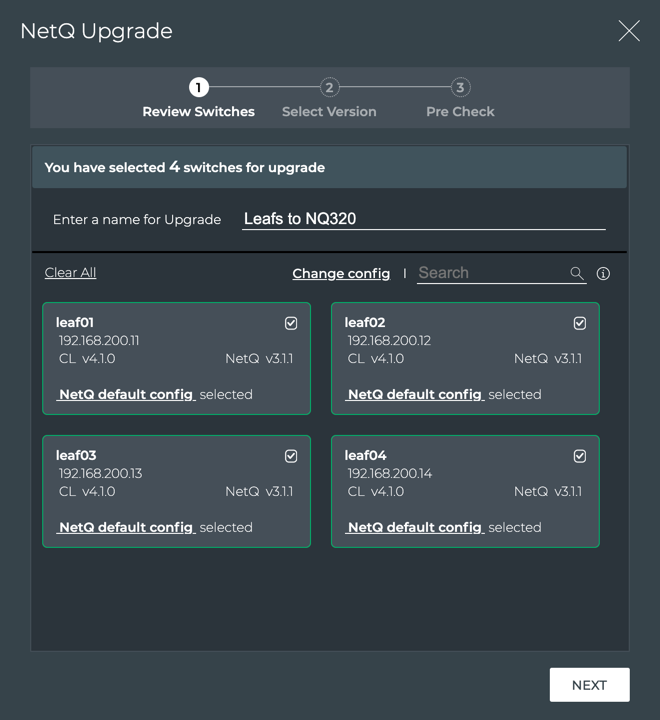 NetQ Upgrade
1 2 3
Review Switches Select Version Pre Check
You have selected 4 switches for upgrade
Enter a name for Upgrade Leafs to NQ320
Clear All Change config | Search
leaf01
192.168.200.11
CL v4.1.0 NetQ v3.1.1
NetQ default config selected
leaf02
192.168.200.12
CL v4.1.0 NetQ v3.1.1
NetQ default config selected
leaf03
192.168.200.13
CL v4.1.0 NetQ v3.1.1
NetQ default config selected
leaf04
192.168.200.14
CL v4.1.0 NetQ v3.1.1
NetQ default config selected
NEXT